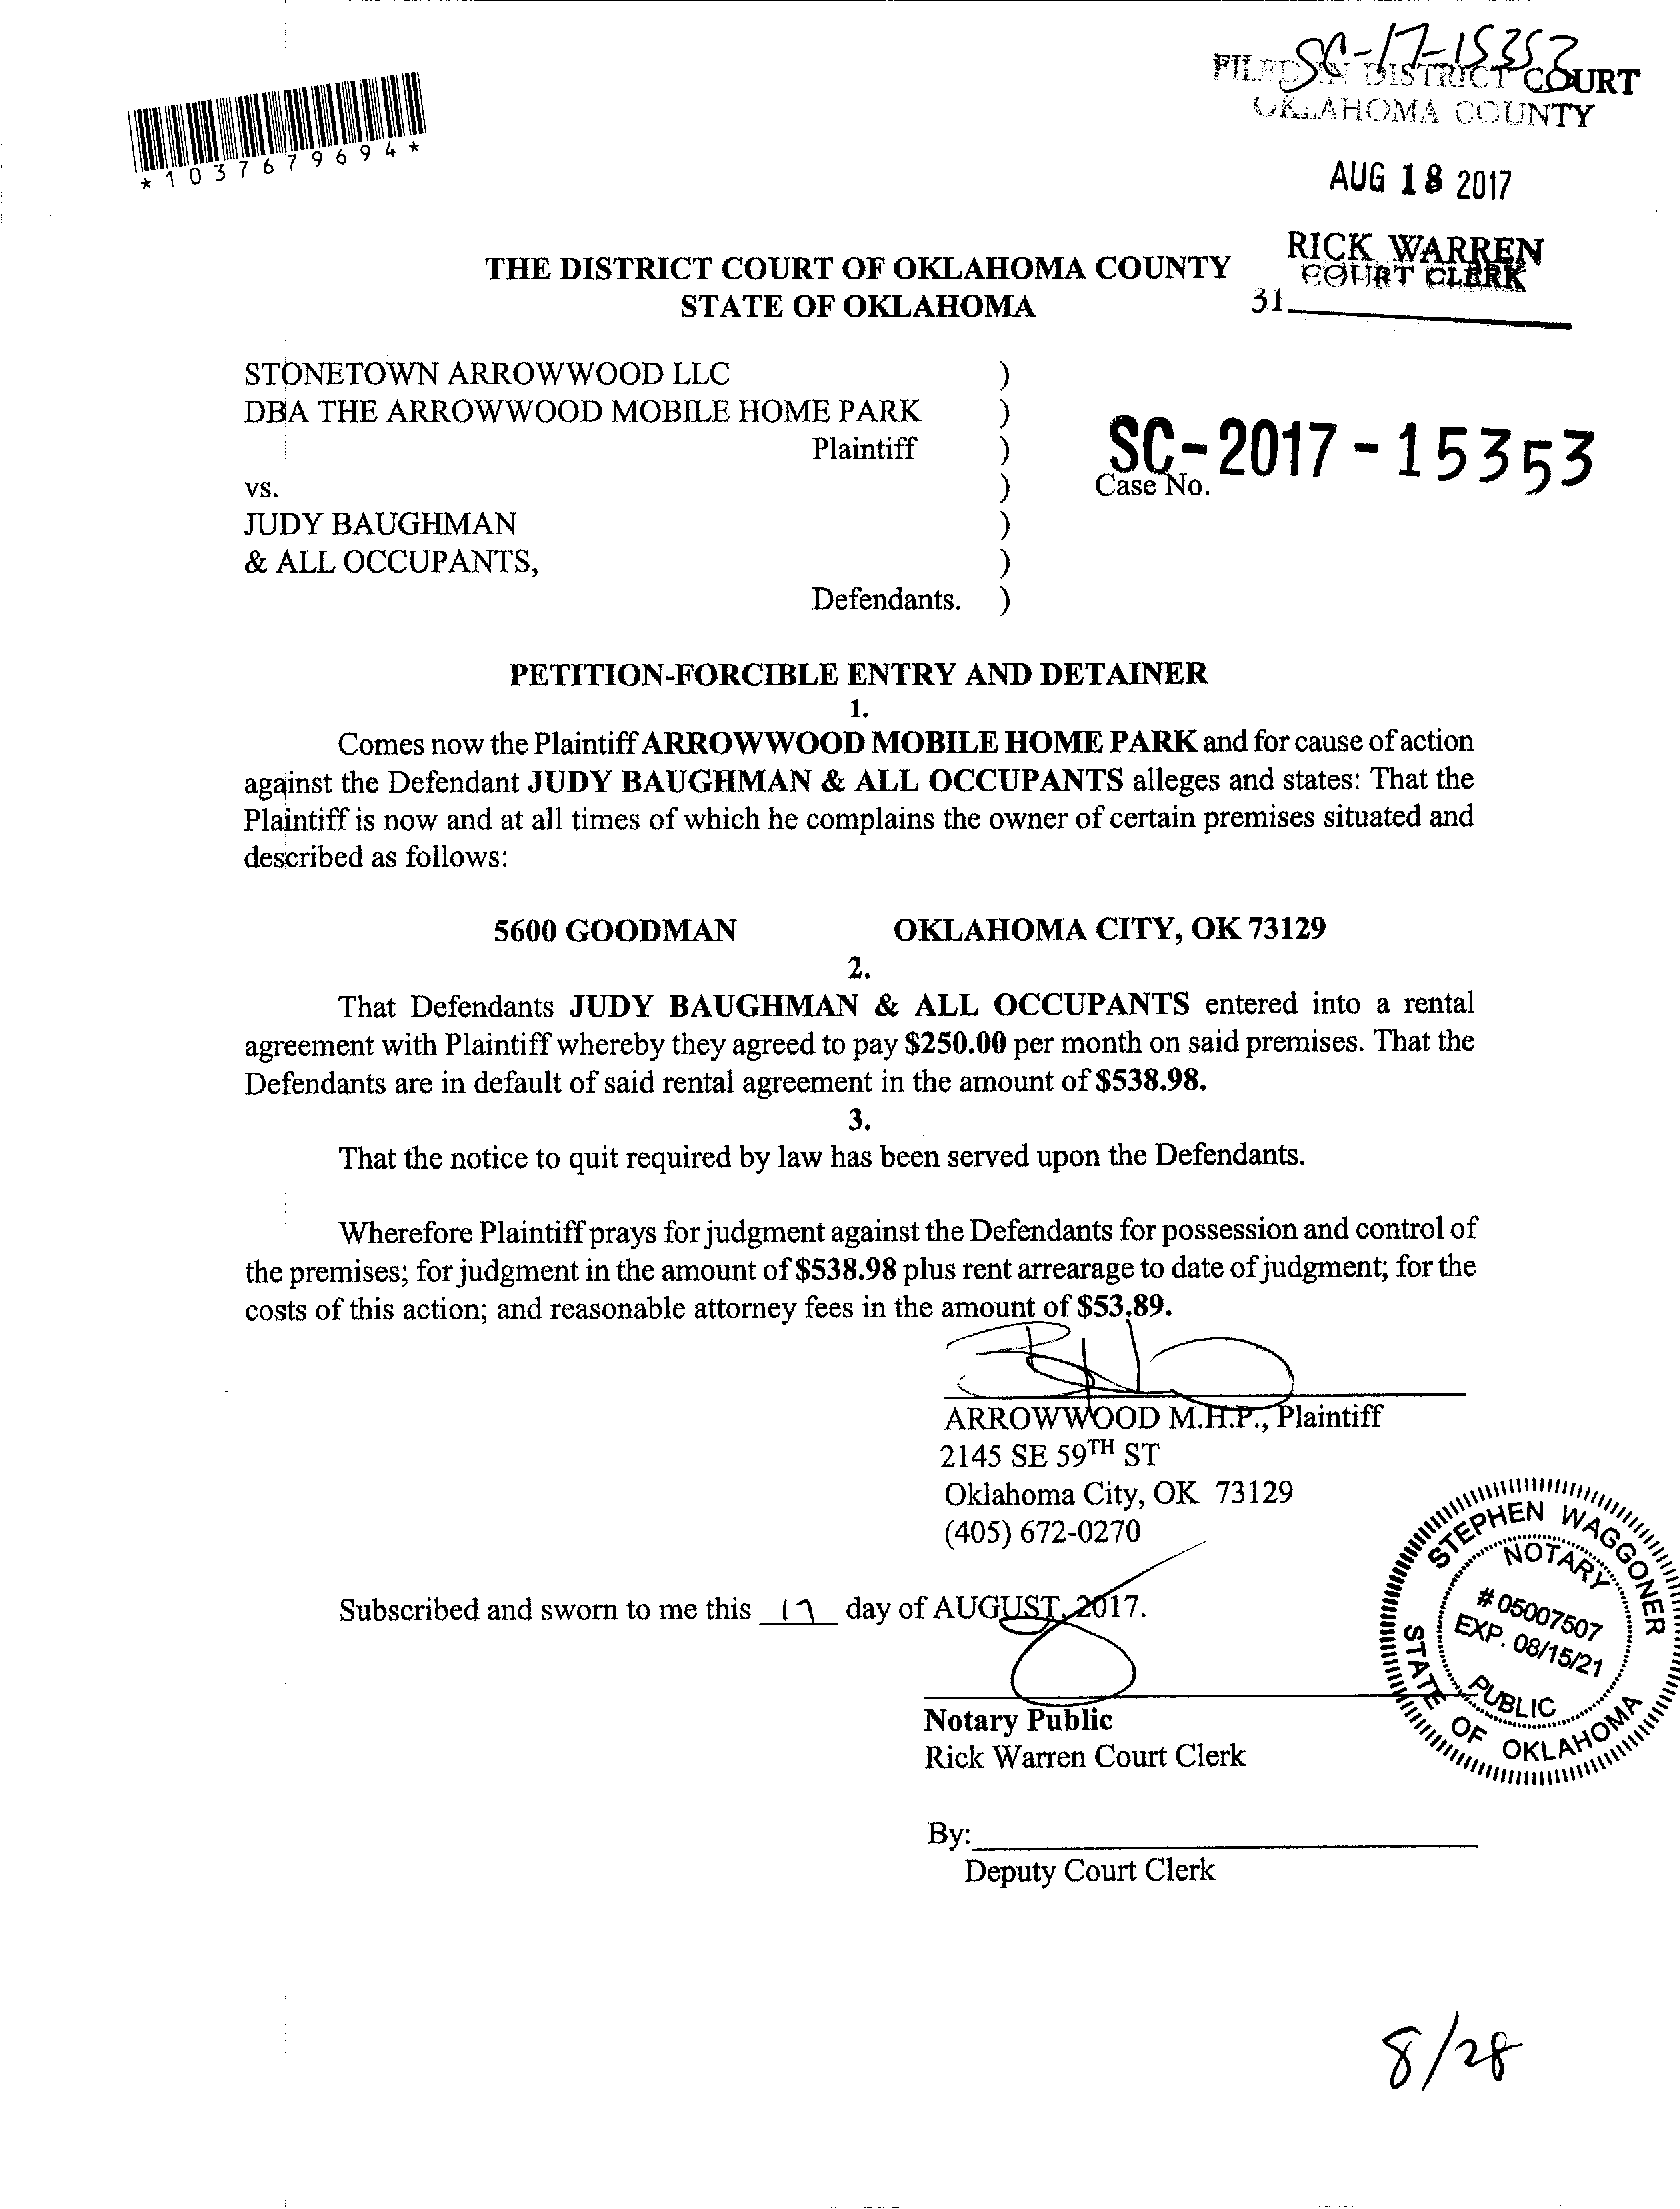 SC-17-15353
FILED IN DISTRICT COURT
OKLAHOMA COUNTY
*1037679694*
AUG 18 2017
RICK WARREN
COURT CLERK
31
THE DISTRICT COURT OF OKLAHOMA COUNTY
STATE OF OKLAHOMA
STONETOWN ARROWWOOD LLC )
DBA THE ARROWWOOD MOBILE HOME PARK )
Plaintiff )
SC-2017-15353
vs. ) Case No.
JUDY BAUGHMAN )
& ALL OCCUPANTS, )
Defendants. )
PETITION-FORCIBLE ENTRY AND DETAINER
1.
Comes now the Plaintiff ARROWWOOD MOBILE HOME PARK and for cause of action
against the Defendant JUDY BAUGHMAN & ALL OCCUPANTS alleges and states: That the
Plaintiff is now and at all times of which he complains the owner of certain premises situated and
described as follows:
5600 GOODMAN OKLAHOMA CITY, OK 73129
2.
That Defendants JUDY BAUGHMAN & ALL OCCUPANTS entered into a rental
agreement with Plaintiff whereby they agreed to pay $250.00 per month on said premises. That the
Defendants are in default of said rental agreement in the amount of $538.98.
3.
That the notice to quit required by law has been served upon the Defendants.
Wherefore Plaintiff prays for judgment against the Defendants for possession and control of
the premises; for judgment in the amount of $538.98 plus rent arrearage to date of judgment; for the
costs of this action; and reasonable attorney fees in the amount of $53.89.
ARROWWOOD M.H.P., Plaintiff
2145 SE 59TH ST
Oklahoma City, OK 73129
(405) 672-0270
Subscribed and sworn to me this 17 day of AUGUST, 2017.
STEPHEN WAGGONER
NOTARY
# 05007507
EXP. 08/15/21
PUBLIC
STATE OF OKLAHOMA
Notary Public
Rick Warren Court Clerk
By:
Deputy Court Clerk
8/28